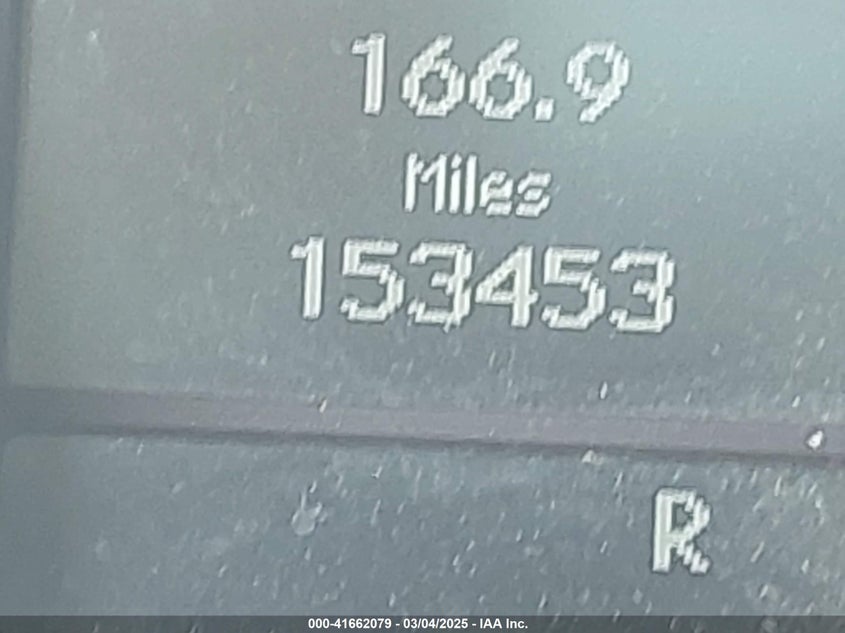 166.9
Miles
153453
R
000-41662079 - 03/04/2025 - IAA Inc.